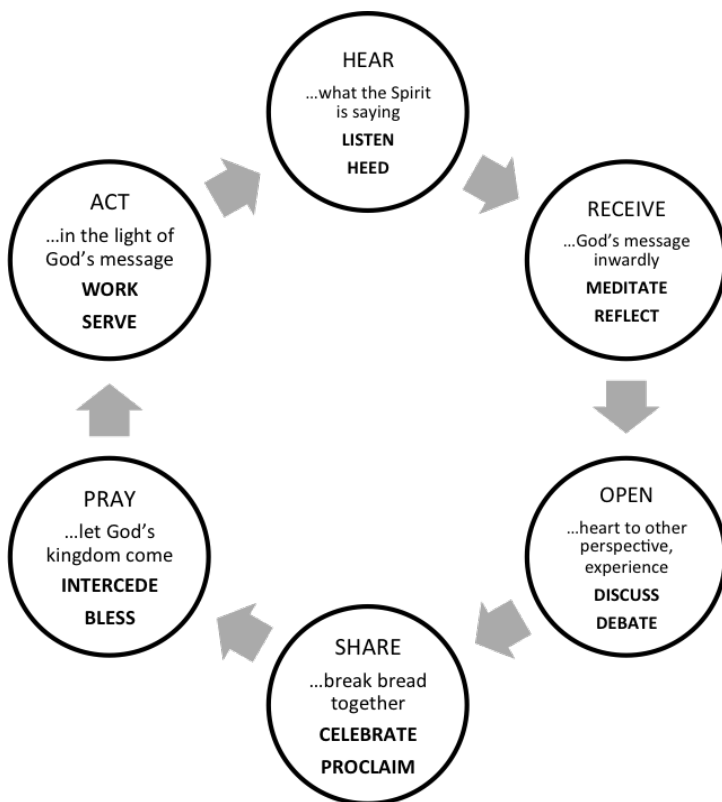 HEAR
...what the Spirit
is saying
LISTEN
HEED
RECEIVE
...God’s message
inwardly
MEDITATE
REFLECT
OPEN
...heart to other
perspective,
experience
DISCUSS
DEBATE
SHARE
...break bread
together
CELEBRATE
PROCLAIM
PRAY
...let God’s
kingdom come
INTERCEDE
BLESS
ACT
...in the light of
God’s message
WORK
SERVE